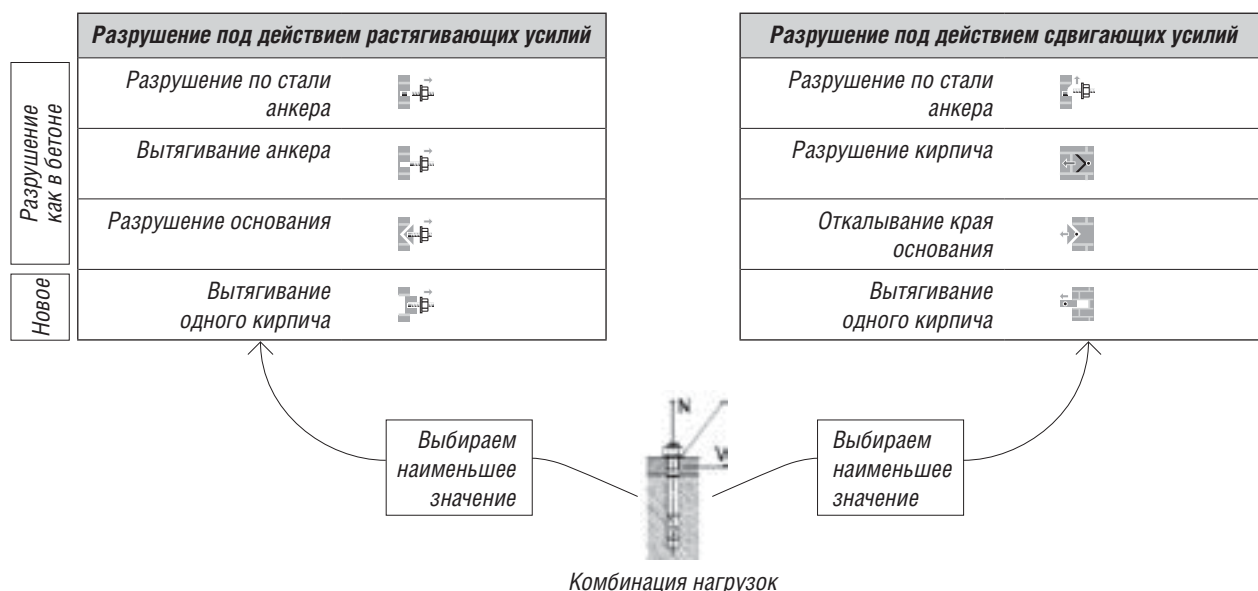 Разрушение под действием растягивающих усилий
Разрушение как в бетоне
Разрушение по стали
анкера
Вытягивание анкера
Разрушение основания
Новое
Вытягивание
одного кирпича
Разрушение под действием сдвигающих усилий
Разрушение по стали
анкера
Разрушение кирпича
Откалывание края
основания
Вытягивание
одного кирпича
Выбираем
наименьшее
значение
N
V
Выбираем
наименьшее
значение
Комбинация нагрузок